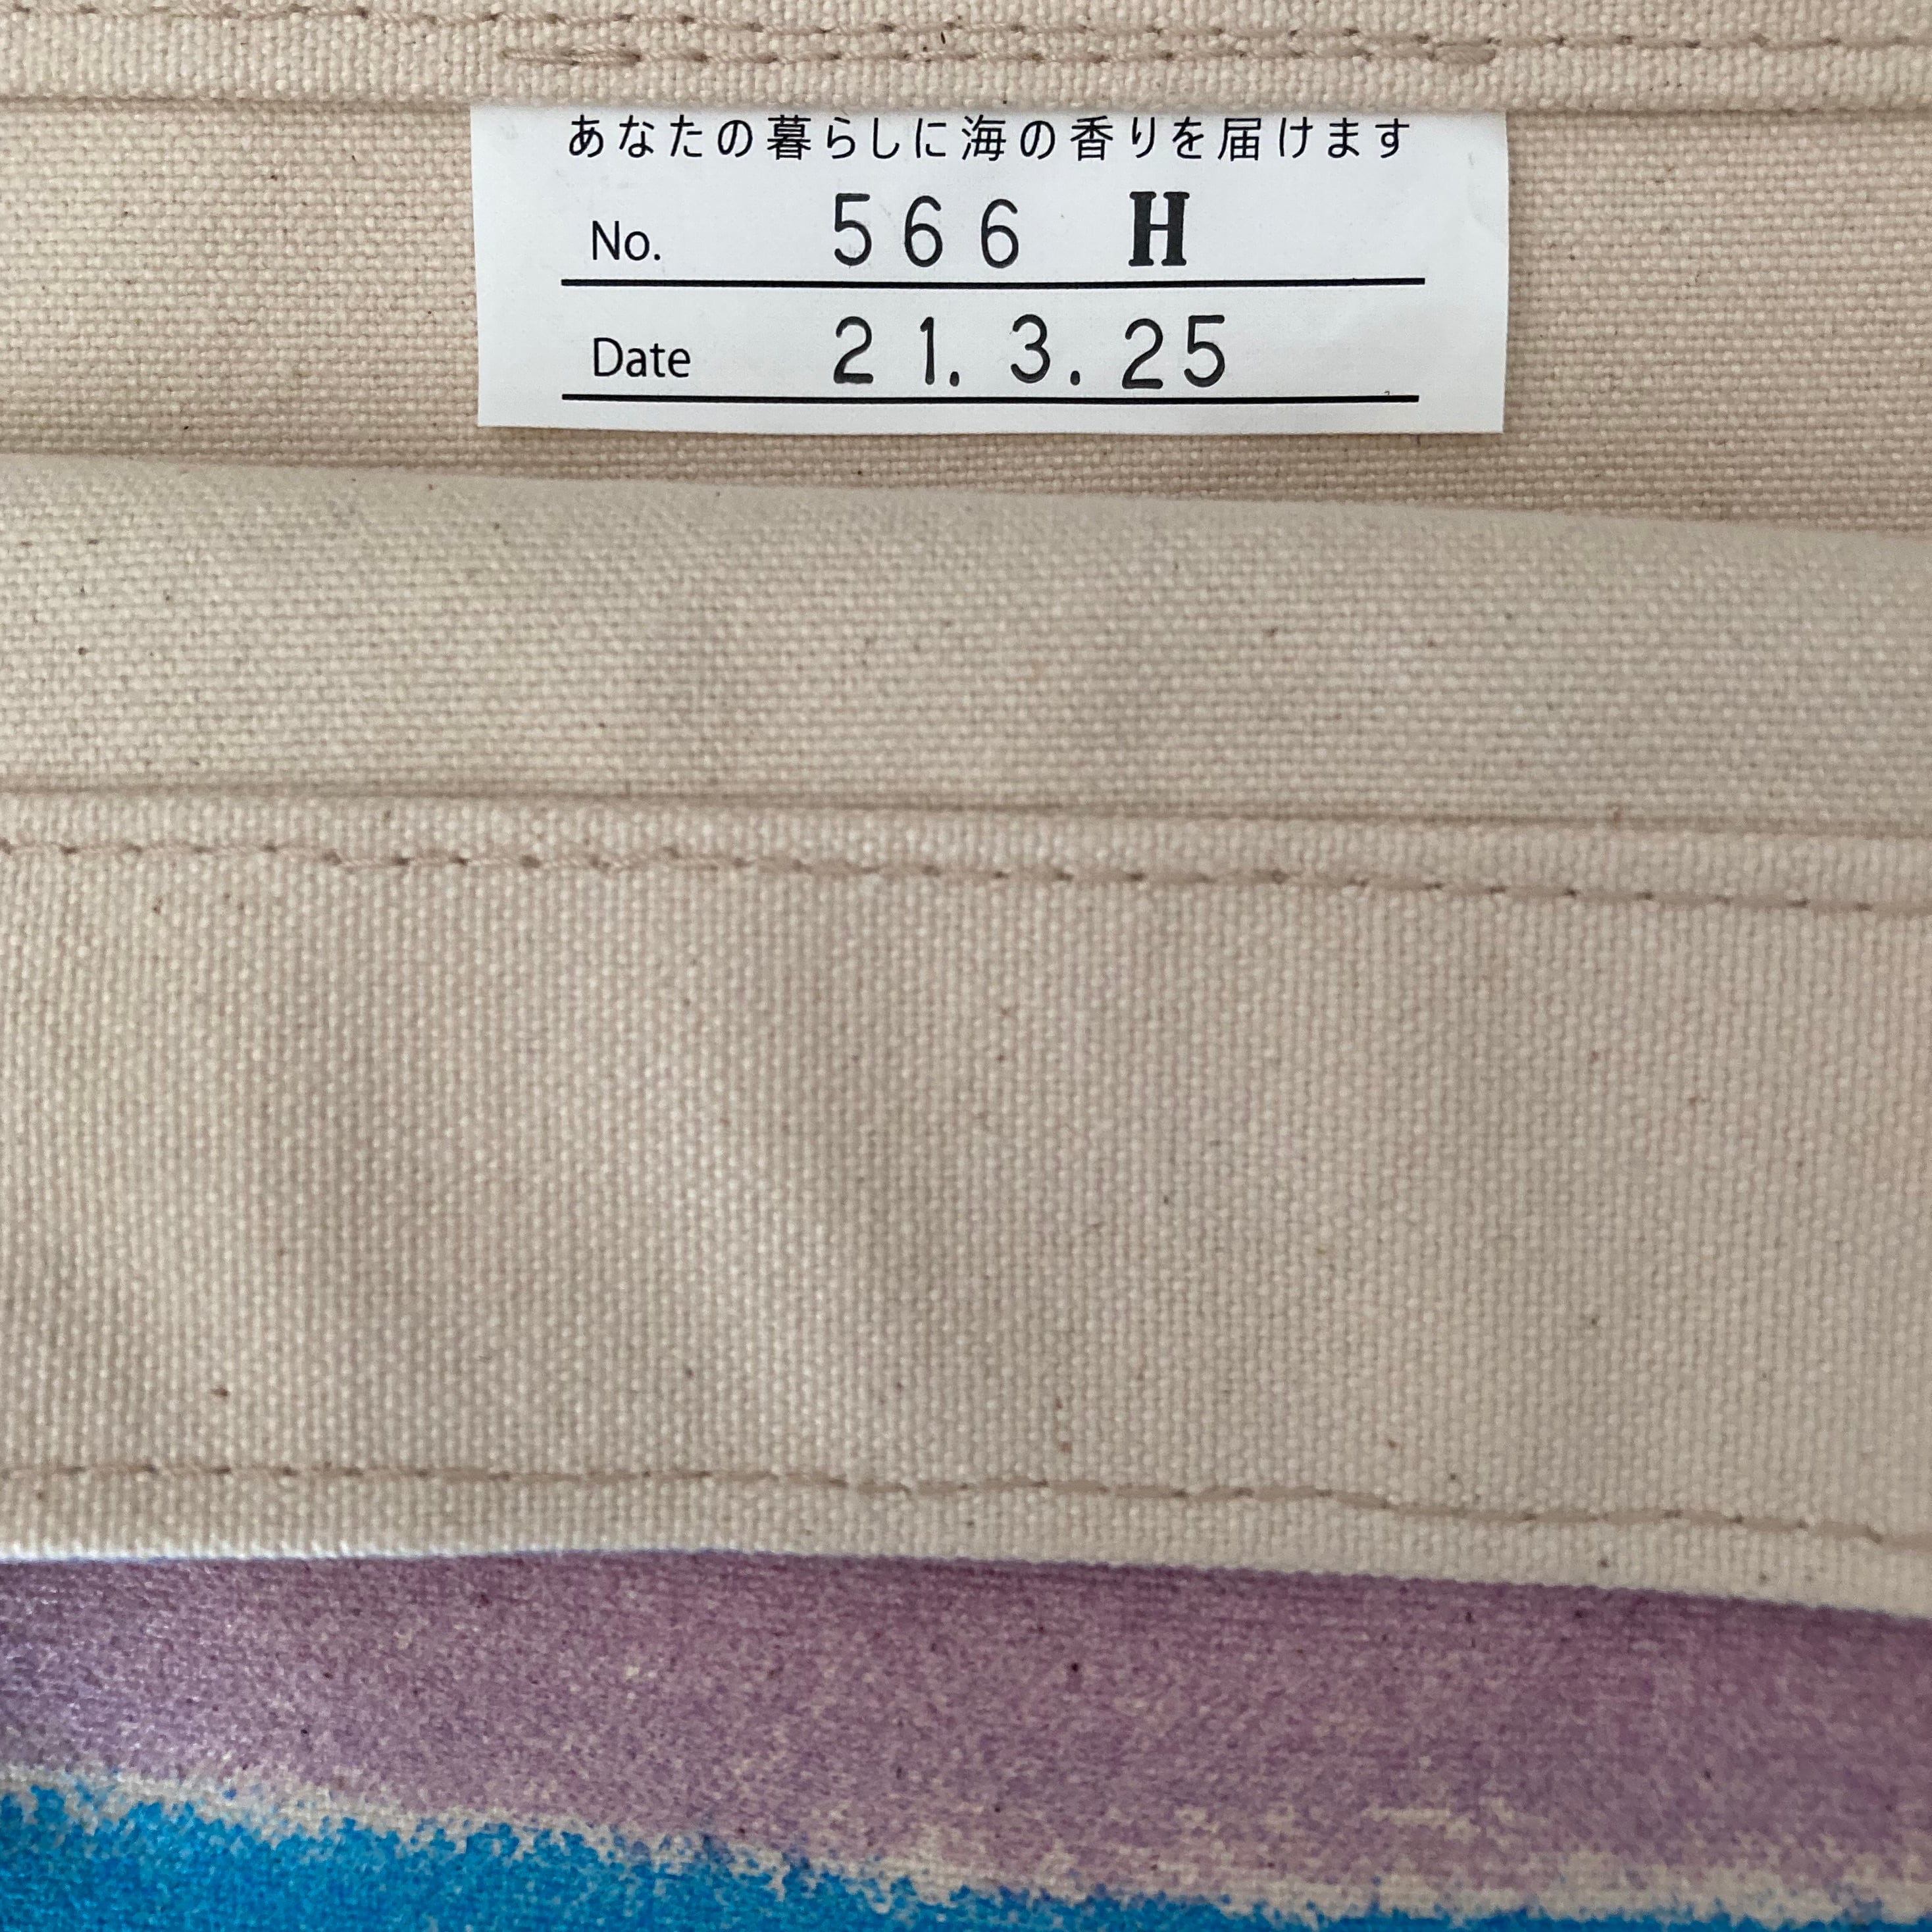 あなたの暮らしに海の香りを届けます
No. 566 H
Date 21.3.25